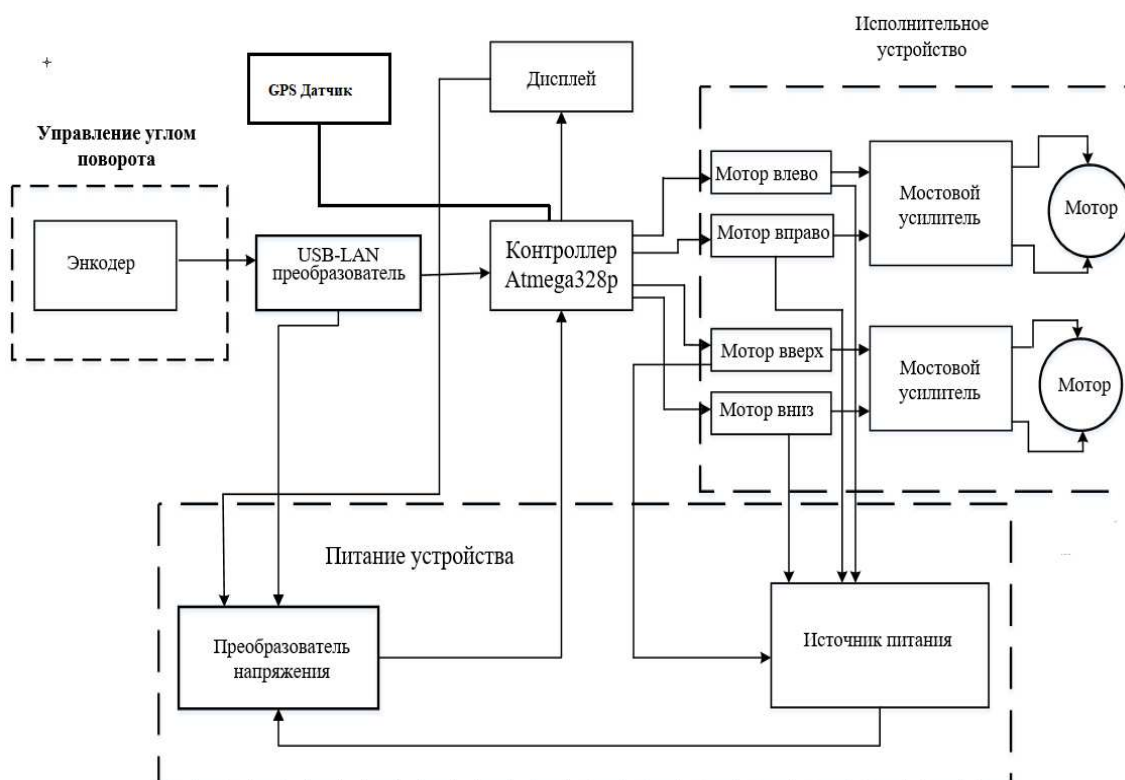 Исполнительное
устройство
GPS Датчик
Дисплей
Управление углом
поворота
Энкодер
USB-LAN
преобразователь
Контроллер
Atmega328p
Мотор влево
Мотор вправо
Мостовой
усилитель
Мотор
Мотор вверх
Мотор вниз
Мостовой
усилитель
Мотор
Питание устройства
Преобразователь
напряжения
Источник питания